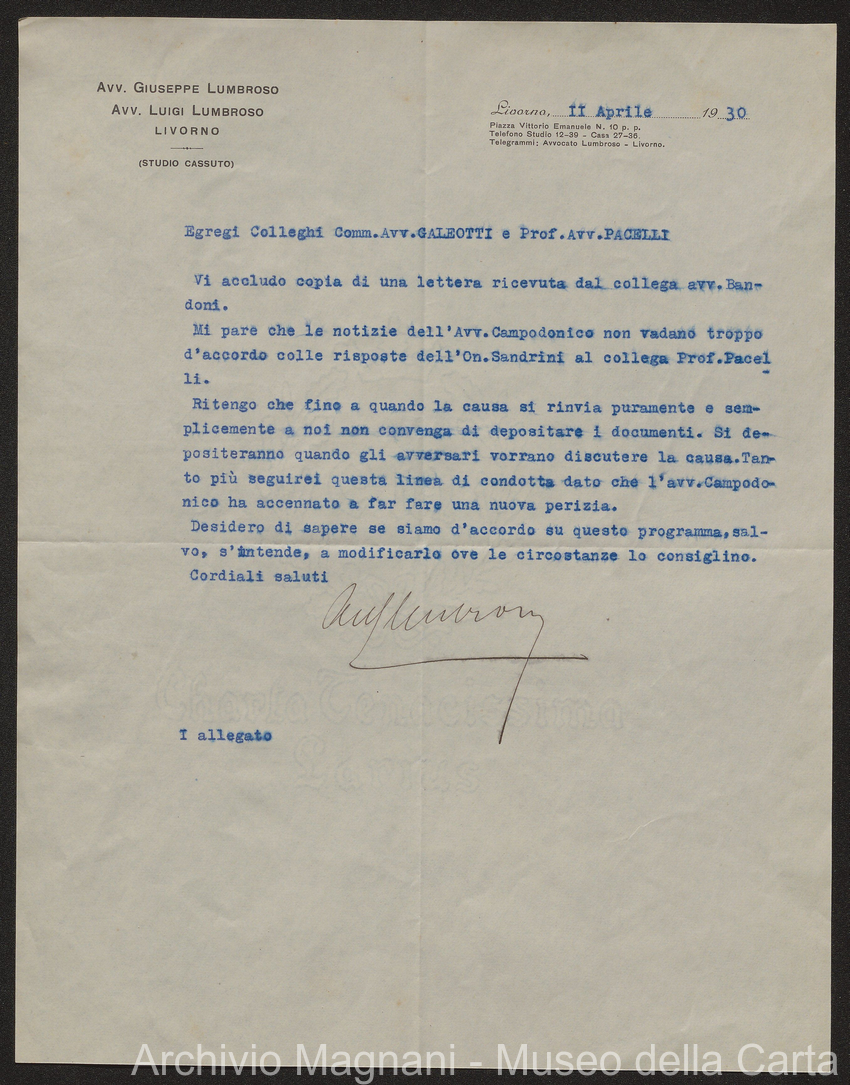 AVV. GIUSEPPE LUMBROSO
AVV. LUIGI LUMBROSO
LIVORNO
(STUDIO CASSUTO)
Livorno, II Aprile 1930
Piazza Vittorio Emanuele N. 10 p. p.
Telefono Studio 12-39 - Casa 27-36.
Telegrammi: Avvocato Lumbroso - Livorno.
Egregi Colleghi Comm.Avv.GALEOTTI e Prof.Avv.PACELLI
Vi accludo copia di una lettera ricevuta dal collega avv.Ban-
doni.
Mi pare che le notizie dell'Avv.Campodonico non vadano troppo
d'accordo colle risposte dell'On.Sandrini al collega Prof.Pacel
li.
Ritengo che fino a quando la causa si rinvia puramente e sem-
plicemente a noi non convenga di depositare i documenti. Si de-
positeranno quando gli avversari vorrano discutere la causa.Tan-
to più seguirei questa linea di condotta dato che l'avv.Campodo-
nico ha accennato a far fare una nuova perizia.
Desidero di sapere se siamo d'accordo su questo programma,sal-
vo, s'intende, a modificarlo ove le circostanze lo consiglino.
Cordiali saluti
I allegato
Archivio Magnani - Museo della Carta